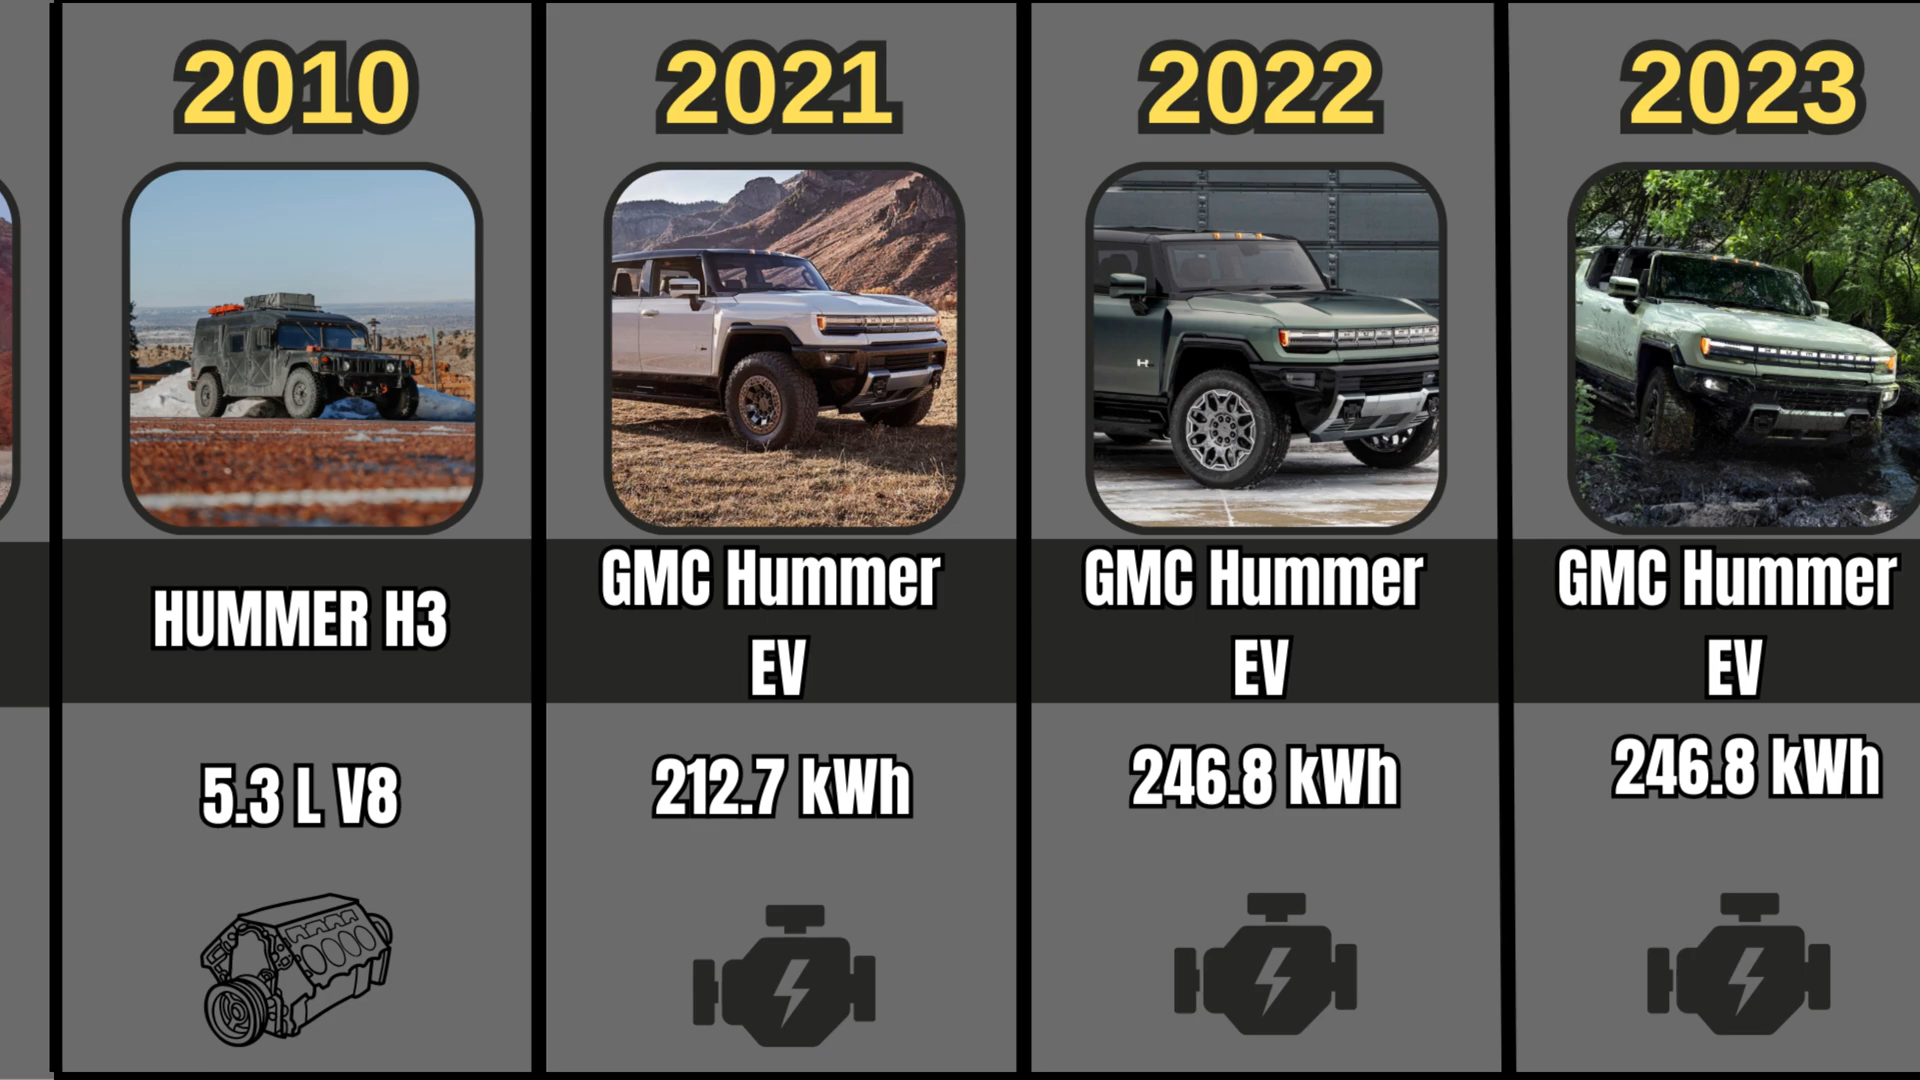 2010
2021
2022
2023
HUMMER H3
GMC Hummer
EV
GMC Hummer
EV
GMC Hummer
EV
5.3 L V8
212.7 kWh
246.8 kWh
246.8 kWh